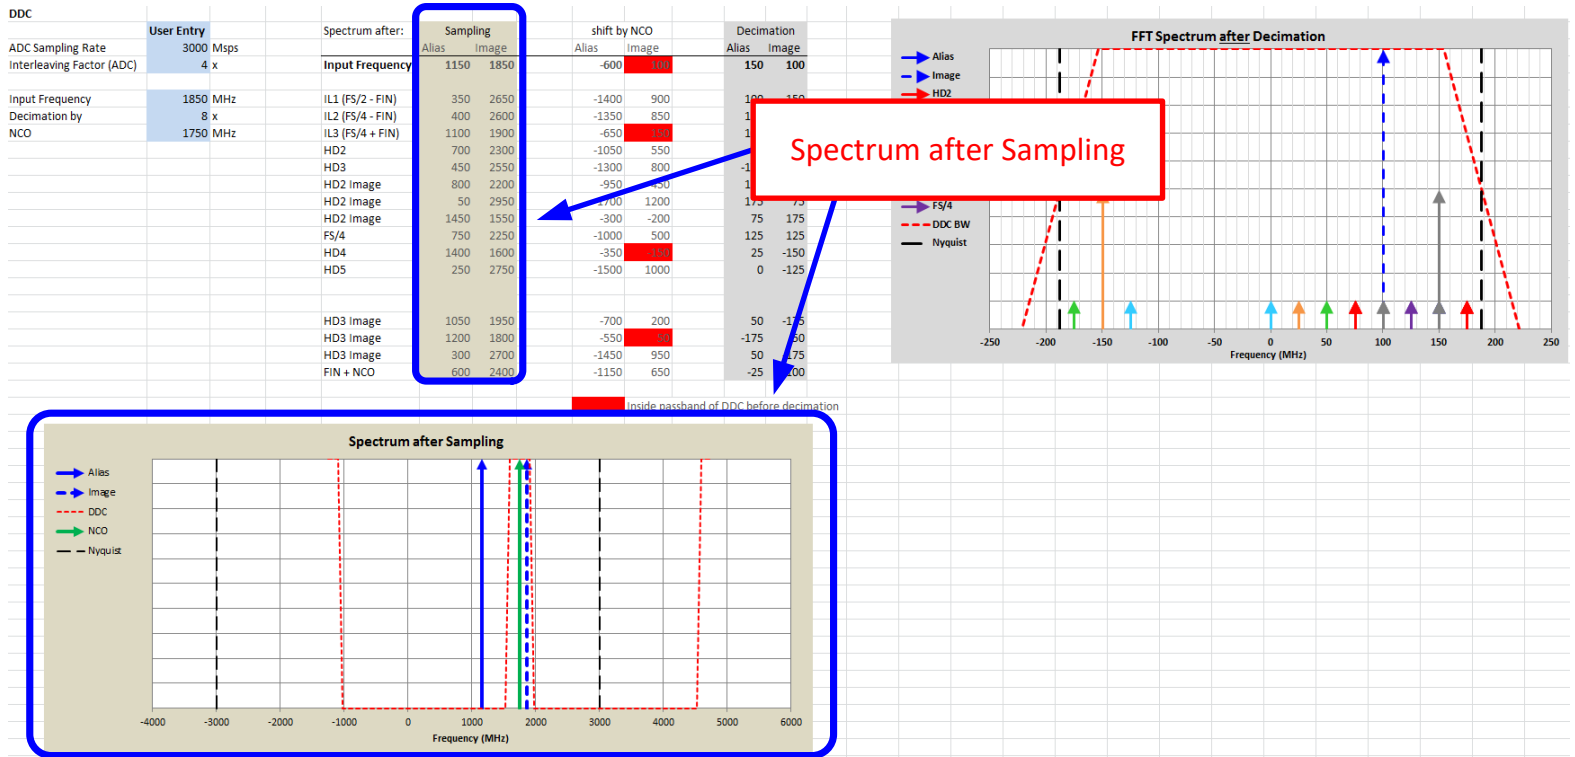 DDC
User Entry Spectrum after: Sampling shift by NCO Decimation
Alias Image Alias Image Alias Image
ADC Sampling Rate 3000 Msps
Interleaving Factor (ADC) 4 x Input Frequency 1150 1850 -600 100 150 100
Input Frequency 1850 MHz IL1 (FS/2 - FIN) 350 2650 -1400 900
Decimation by 8 x IL2 (FS/4 - FIN) 400 2600 -1350 850
NCO 1750 MHz IL3 (FS/4 + FIN) 1100 1900 -650 150
HD2 700 2300 -1050 550
HD3 450 2550 -1300 800
HD2 Image 800 2200 -950 450
HD2 Image 50 2950 -1700 1200 175 75
HD2 Image 1450 1550 -300 -200 75 175
FS/4 750 2250 -1000 500 125 125
HD4 1400 1600 -350 150 25 -150
HD5 250 2750 -1500 1000 0 -125
HD3 Image 1050 1950 -700 200 50
HD3 Image 1200 1800 -550 50 -175
HD3 Image 300 2700 -1450 950 50
FIN + NCO 600 2400 -1150 650 -25
Inside passband of DDC before decimation
Spectrum after Sampling
FFT Spectrum after Decimation
Alias
Image
HD2
FS/4
DDC BW
Nyquist
-250 -200 -150 -100 -50 0 50 100 150 200 250
Frequency (MHz)
Spectrum after Sampling
Alias
Image
DDC
NCO
Nyquist
-4000 -3000 -2000 -1000 0 1000 2000 3000 4000 5000 6000
Frequency (MHz)